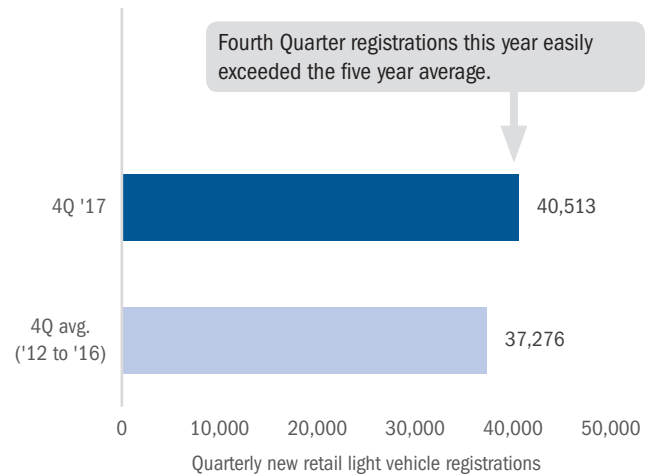 Fourth Quarter registrations this year easily
exceeded the five year average.
4Q '17
40,513
4Q avg.
('12 to '16)
37,276
0 10,000 20,000 30,000 40,000 50,000
Quarterly new retail light vehicle registrations